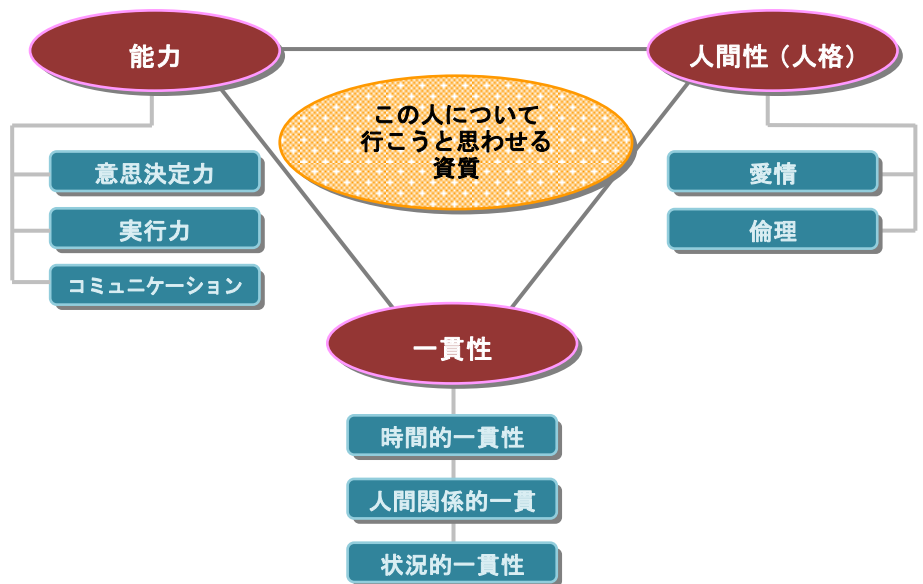 能力
人間性（人格）
この人について
行こうと思わせる
資質
意思決定力
実行力
コミュニケーション
愛情
倫理
一貫性
時間的一貫性
人間関係的一貫
状況的一貫性